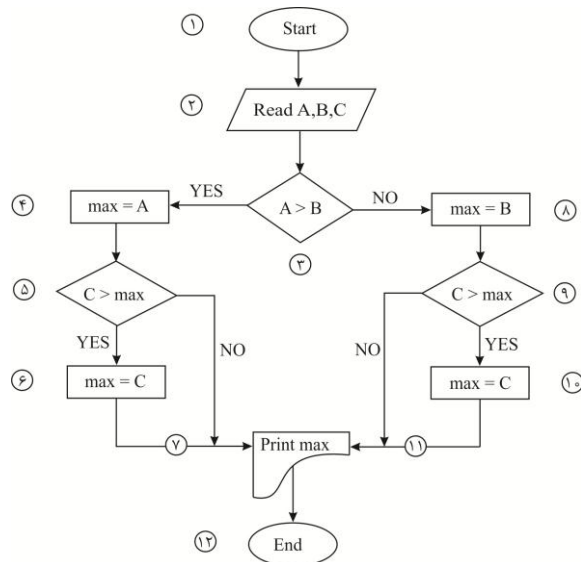 ۱ Start
۲ Read A,B,C
YES A > B NO
۴ max = A
max = B ۸
۳
۵ C > max
C > max ۹
YES NO
NO YES
۶ max = C
max = C ۱۰
۷ Print max ۱۱
۱۲ End